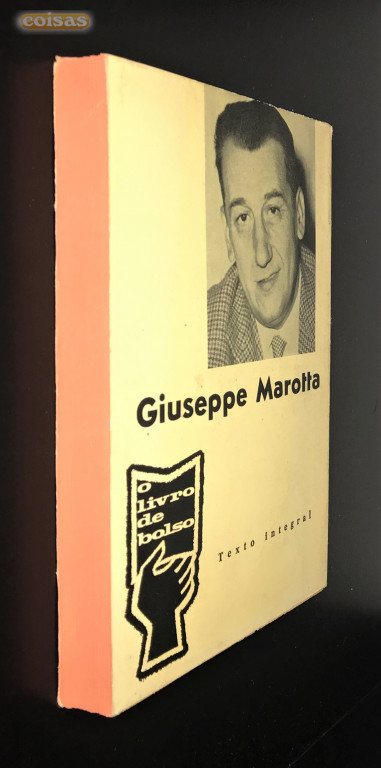 coisas
Giuseppe Marotta
o
livro
de
bolso
Texto integral